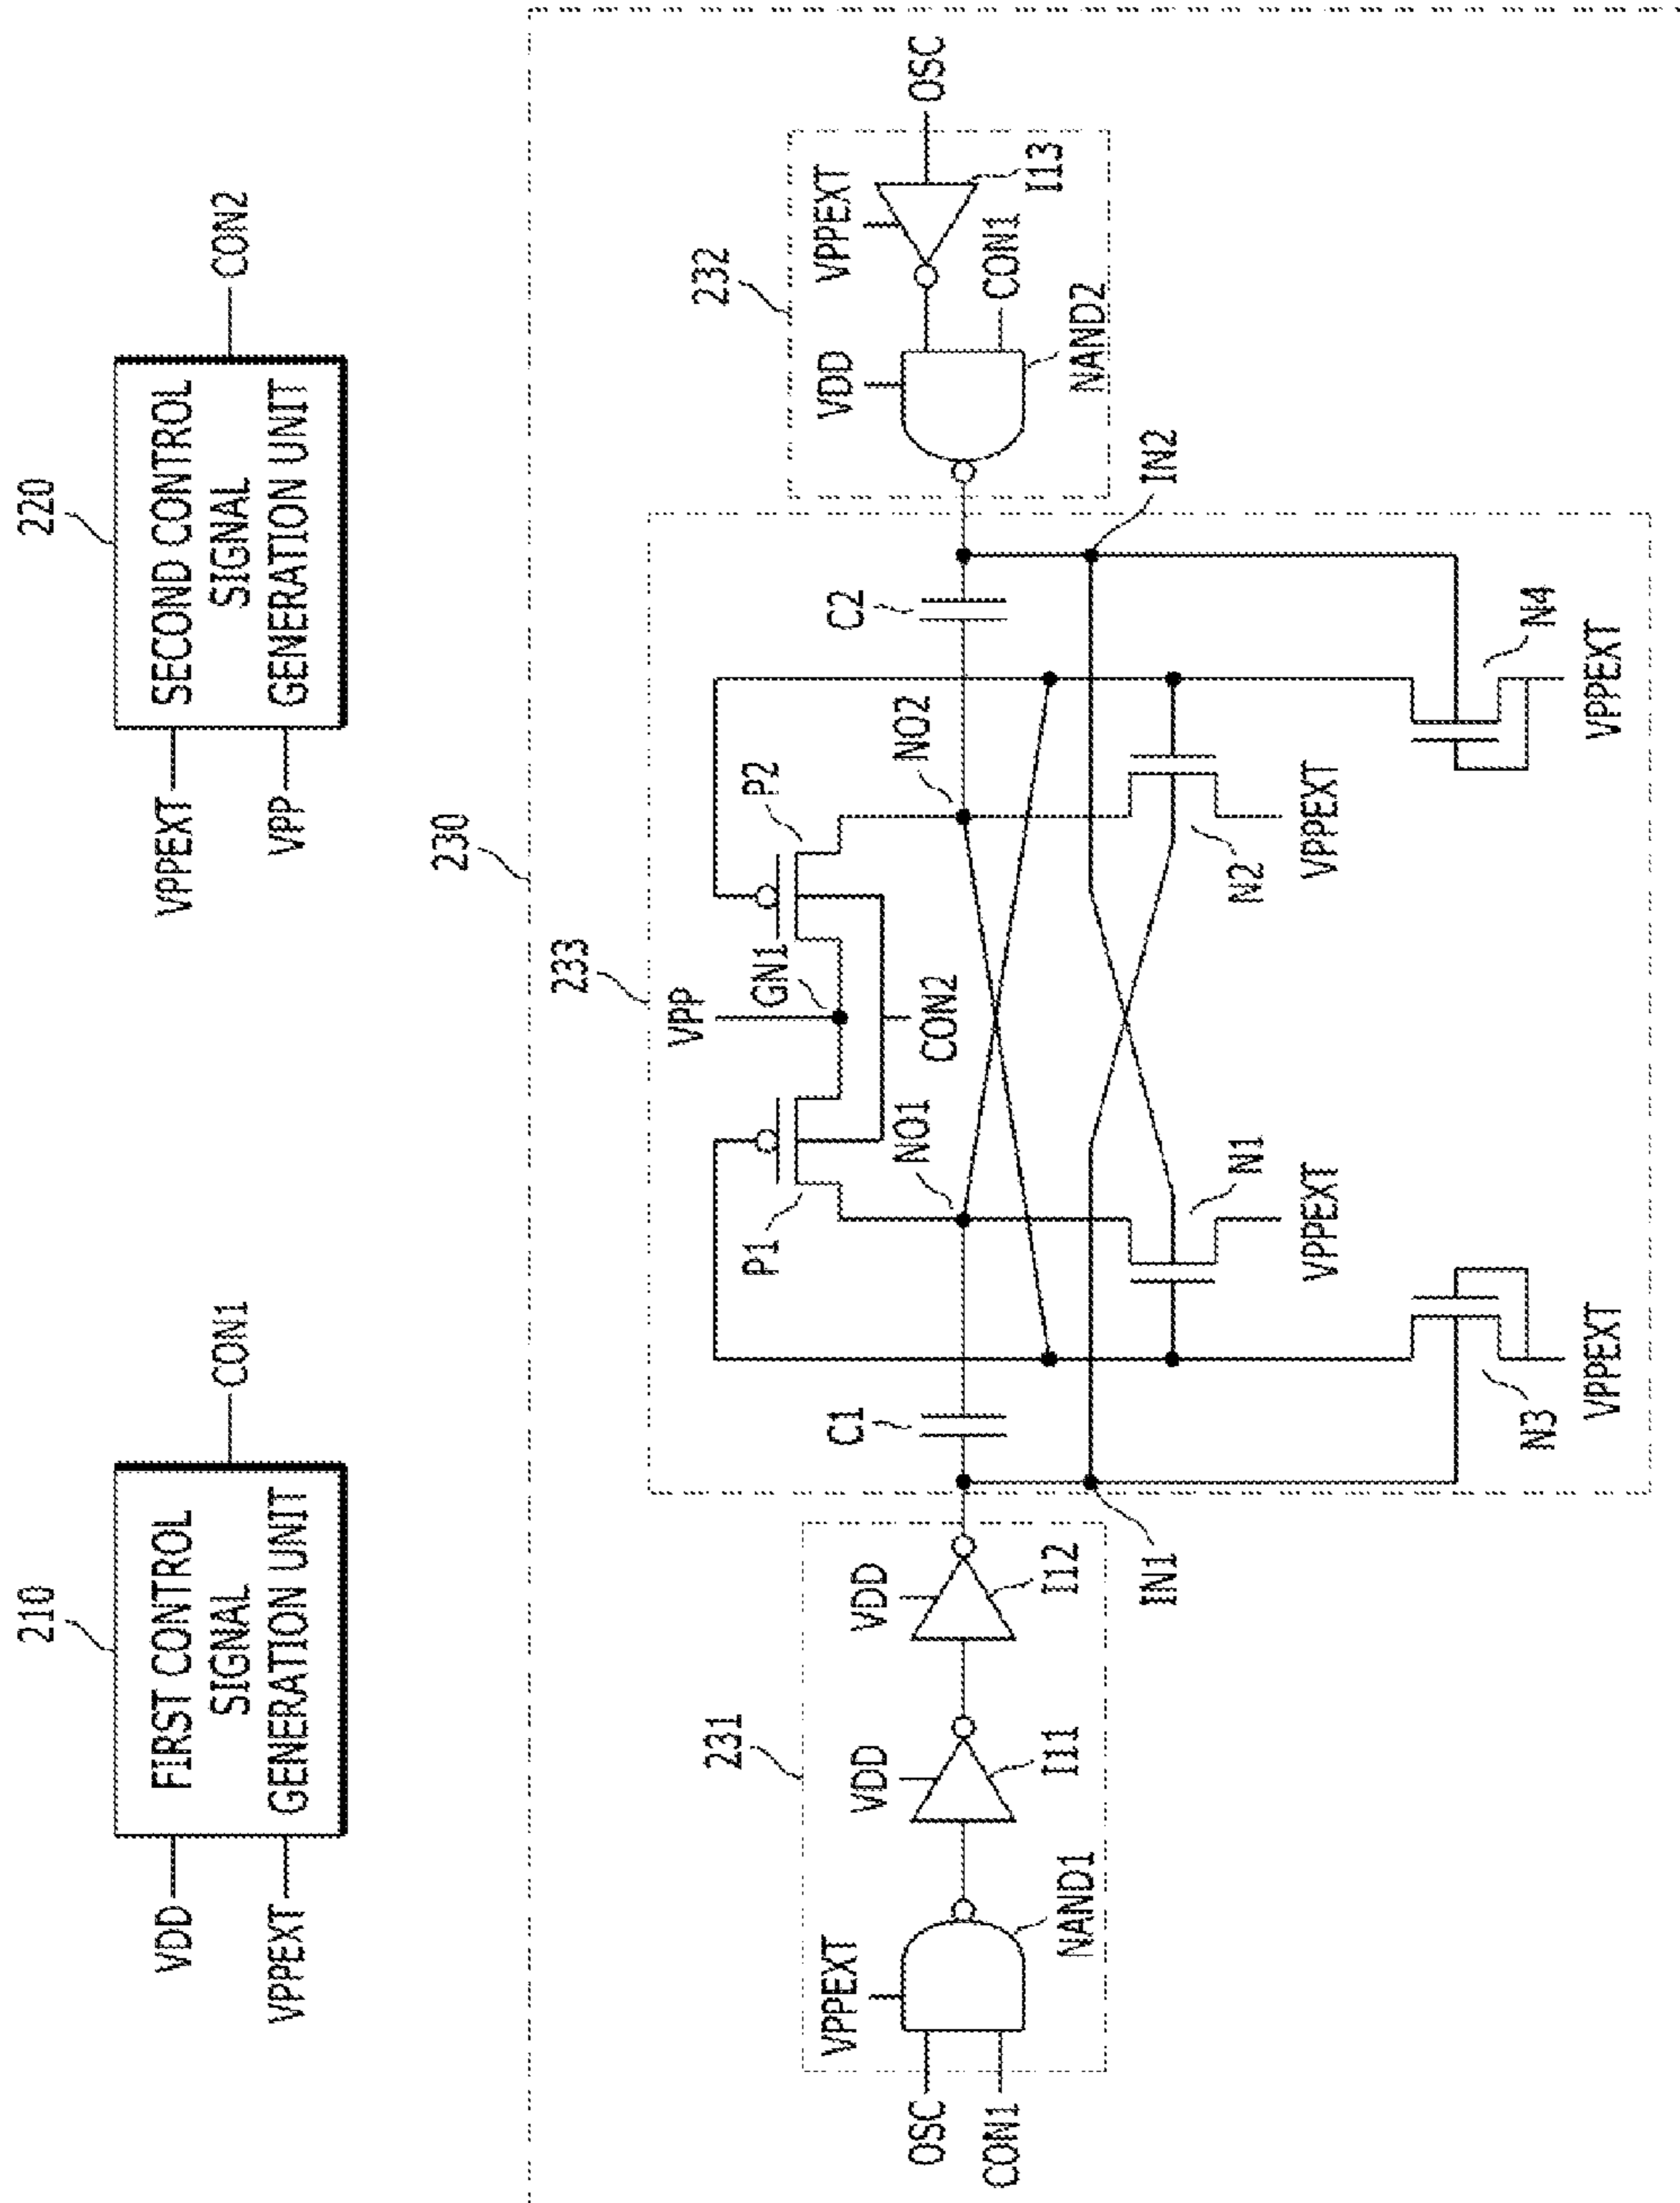 210
FIRST CONTROL
SIGNAL
GENERATION UNIT
VDD
VPPEXT
CON1
220
SECOND CONTROL
SIGNAL
GENERATION UNIT
VPPEXT
VPP
CON2
230
231
OSC
CON1
VPPEXT
NAND1
VDD
I11
VDD
I12
IN1
233
C1
P1
NO1
VPP
GN1
CON2
P2
NO2
C2
N1
VPPEXT
N2
VPPEXT
N3
VPPEXT
N4
VPPEXT
IN2
232
VDD
NAND2
VPPEXT
CON1
I13
OSC